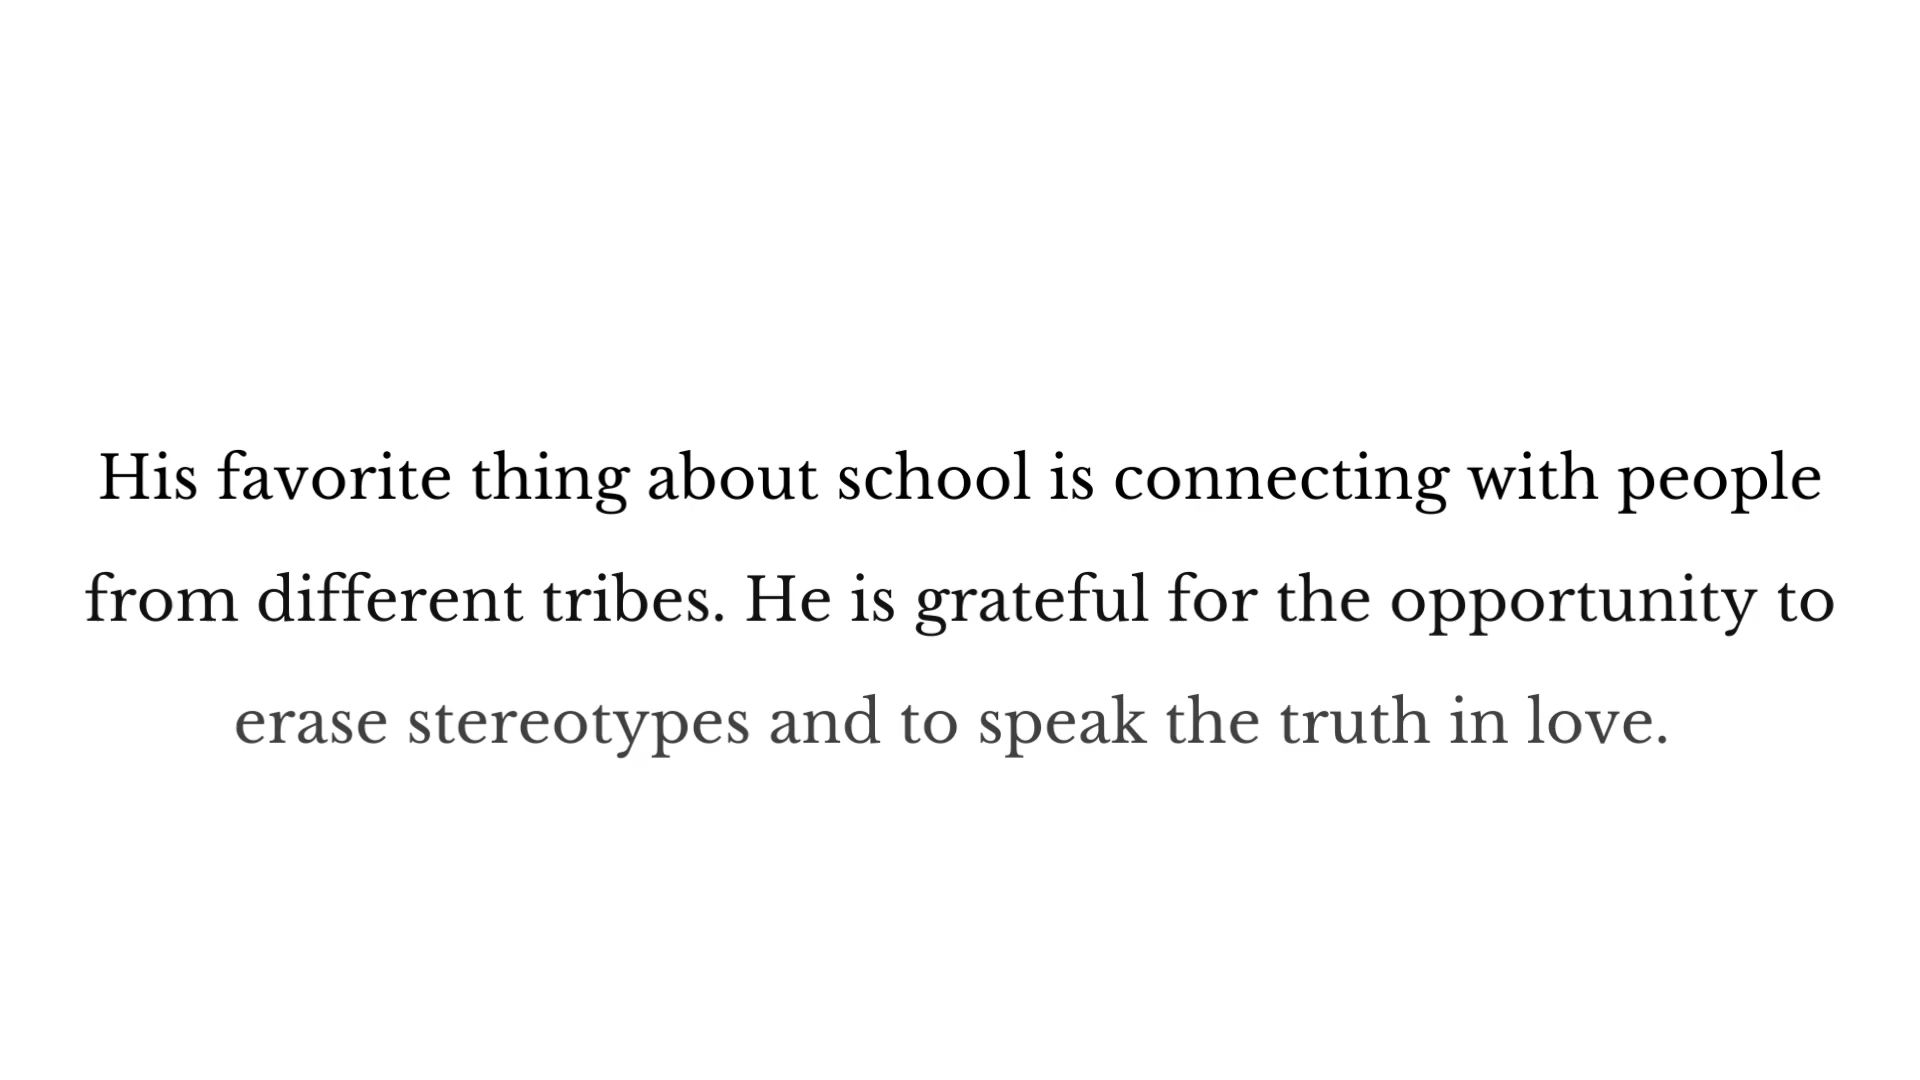 His favorite thing about school is connecting with people
from different tribes. He is grateful for the opportunity to
erase stereotypes and to speak the truth in love.